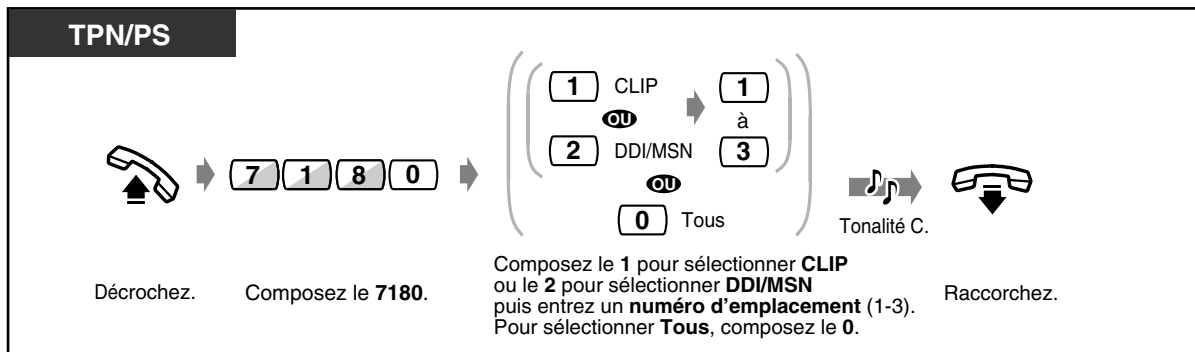 TPN/PS
1 CLIP 1
OU à
2 DDI/MSN 3
OU
7 1 8 0
0 Tous
Tonalité C.
Décrochez.
Composez le 7180.
Composez le 1 pour sélectionner CLIP
ou le 2 pour sélectionner DDI/MSN
puis entrez un numéro d'emplacement (1-3).
Pour sélectionner Tous, composez le 0.
Raccorchez.